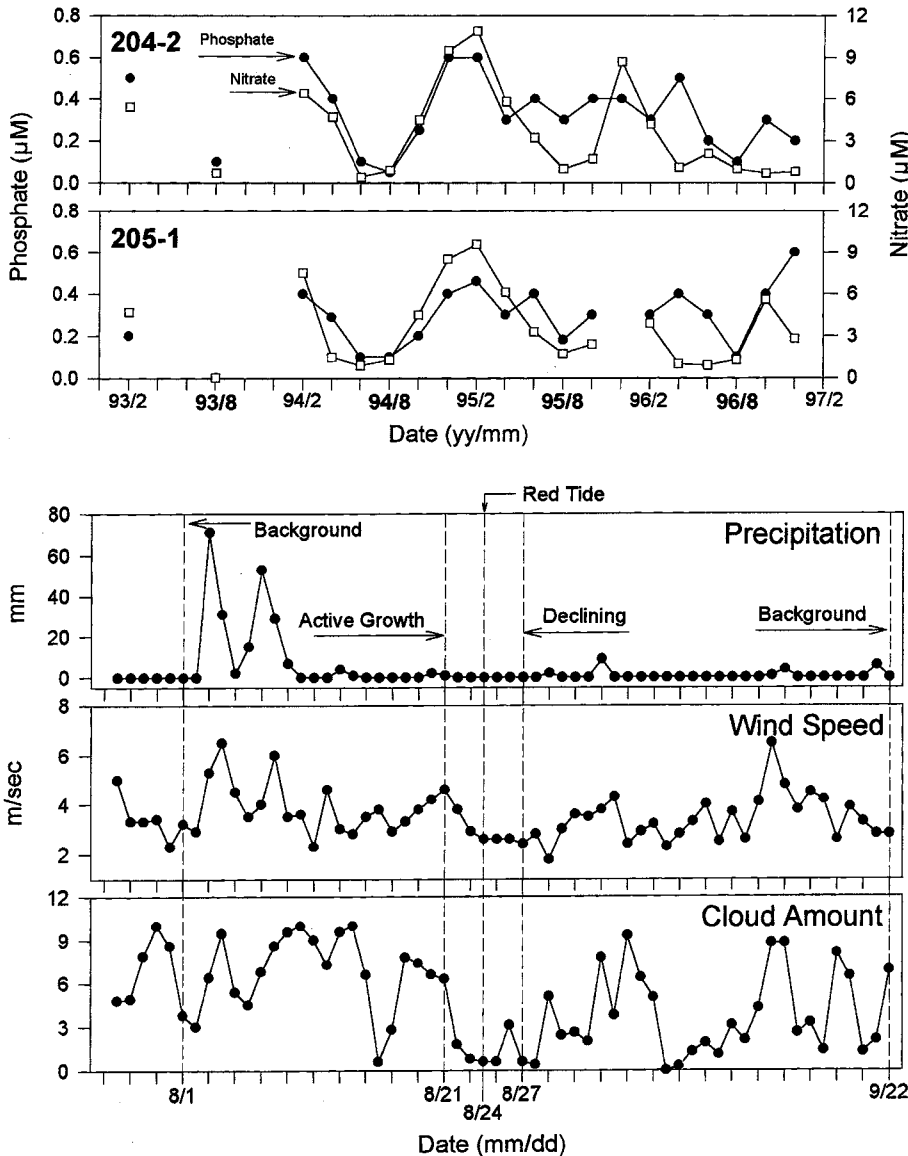 0.8
0.6
0.4
0.2
0.0
204-2
Phosphate
Nitrate
12
9
6
3
0
Phosphate (µM)
Nitrate (µM)
0.8
0.6
0.4
0.2
0.0
205-1
12
9
6
3
0
93/2 93/8 94/2 94/8 95/2 95/8 96/2 96/8 97/2
Date (yy/mm)
Red Tide
80
60
40
20
0
mm
Background
Precipitation
Active Growth
Declining
Background
8
6
4
2
m/sec
Wind Speed
12
9
6
3
0
Cloud Amount
8/1 8/21 8/27 9/22
8/24
Date (mm/dd)